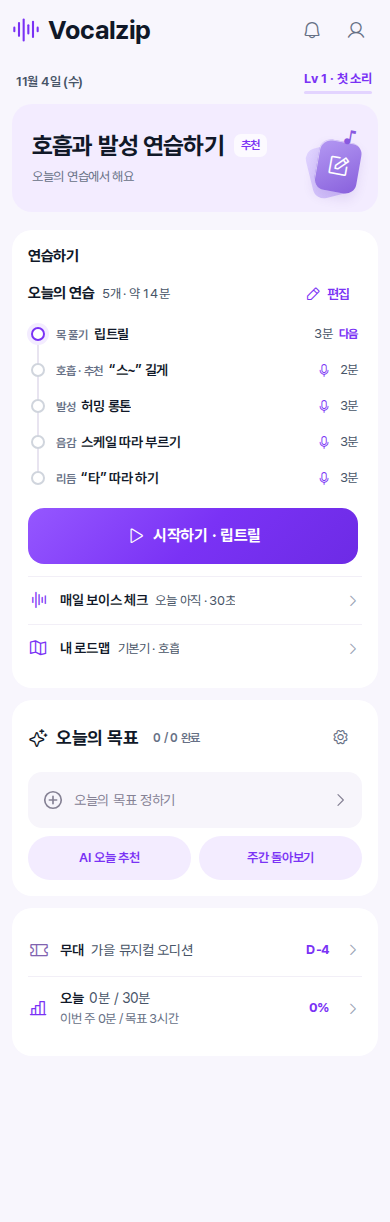 Vocalzip
11월 4일 (수)
Lv 1 · 첫 소리
호흡과 발성 연습하기 추천
오늘의 연습에서 해요
연습하기
오늘의 연습 5개 · 약 14분 편집
목 풀기 립트릴 3분 다음
호흡 · 추천 “스~” 길게 2분
발성 허밍 롱톤 3분
음감 스케일 따라 부르기 3분
리듬 “타” 따라 하기 3분
시작하기 · 립트릴
매일 보이스 체크 오늘 아직 · 30초
내 로드맵 기본기 · 호흡
오늘의 목표 0 / 0 완료
오늘의 목표 정하기
AI 오늘 추천 주간 돌아보기
무대 가을 뮤지컬 오디션 D-4
오늘 0분 / 30분 0%
이번 주 0분 / 목표 3시간